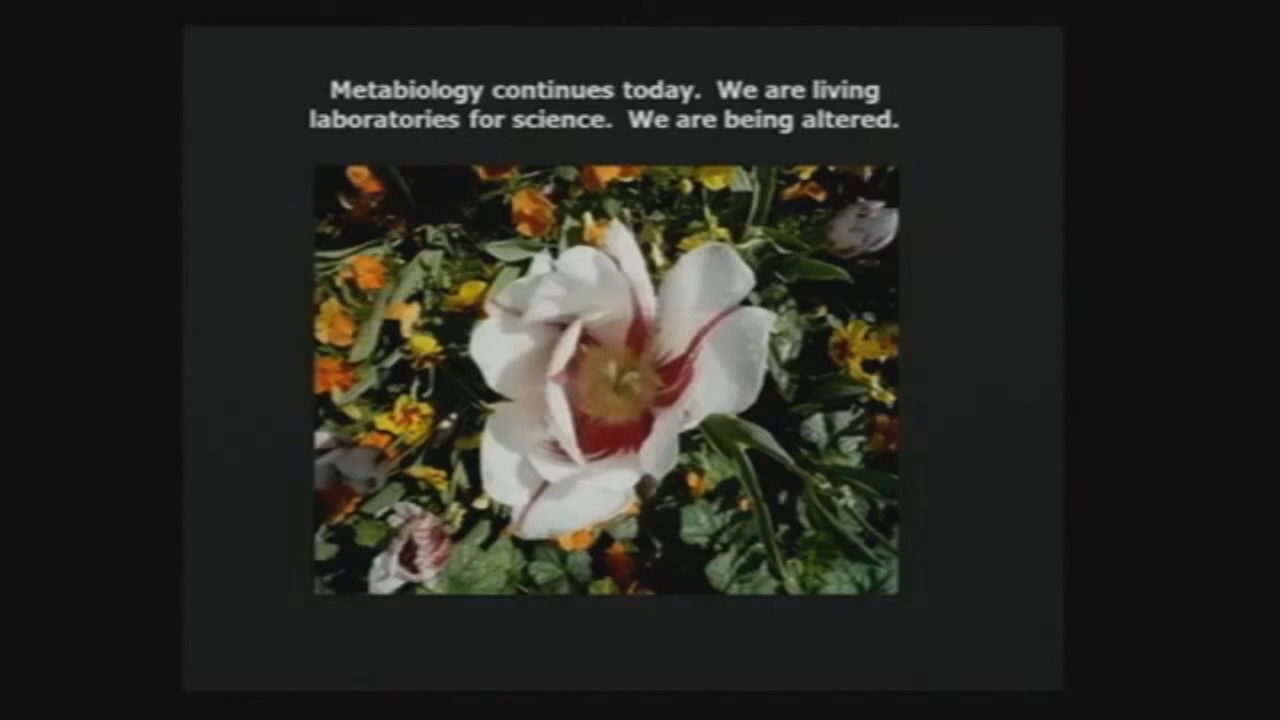 Metabiology continues today.  We are living
laboratories for science.  We are being altered.